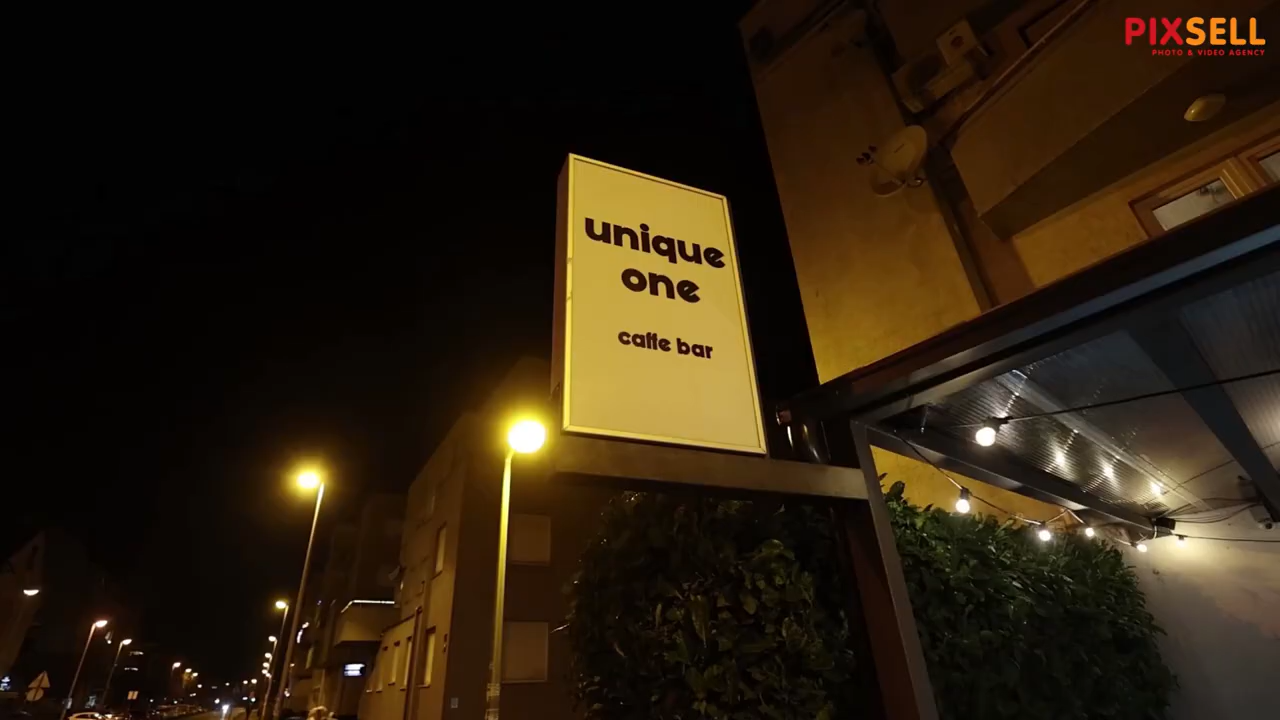 PIXSELL
PHOTO & VIDEO AGENCY
unique
one
caffe bar